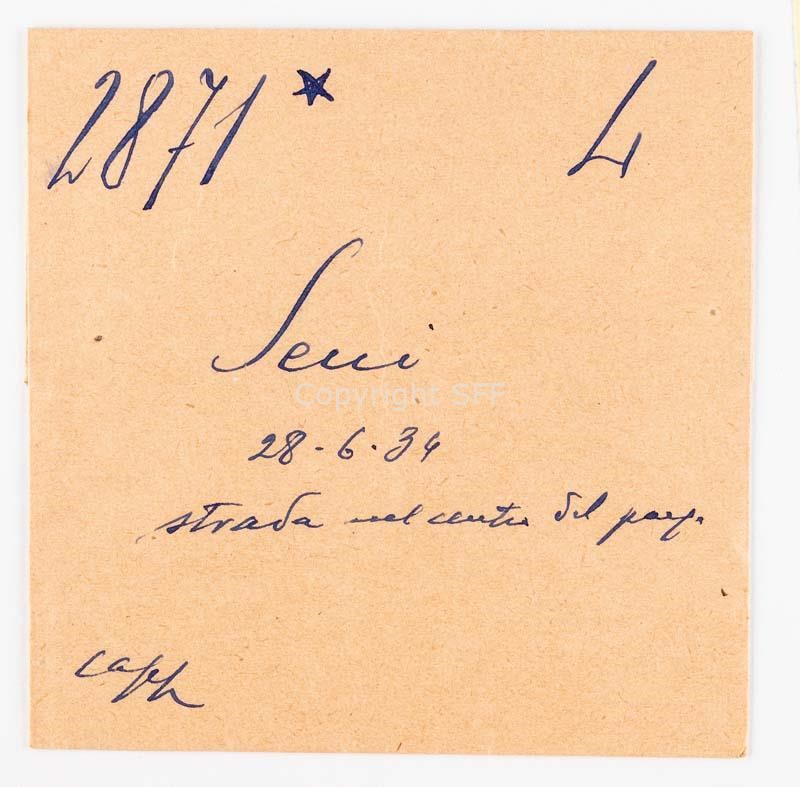 2871* 4
Seui
Copyright SFF
28-6-34
strada nel centro del paese